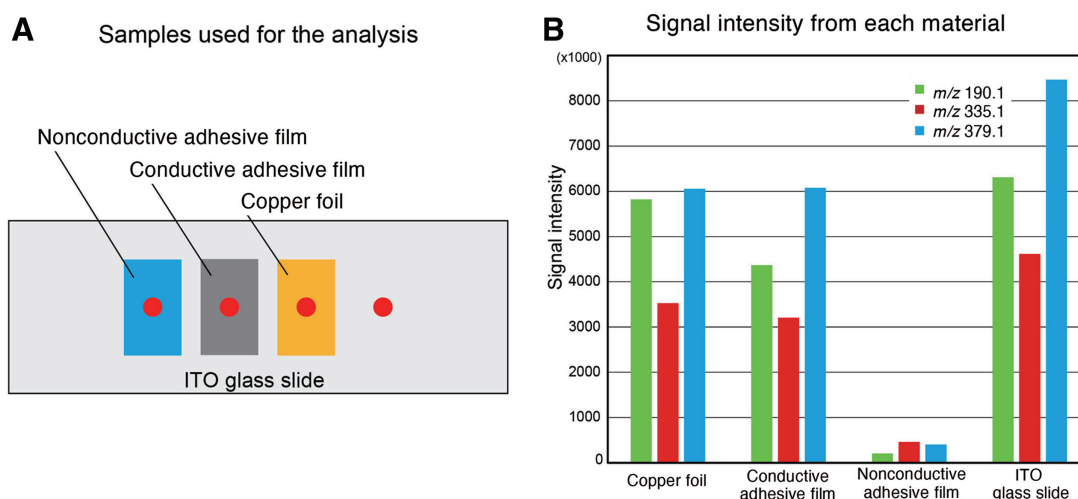 A
Samples used for the analysis
Nonconductive adhesive film
Conductive adhesive film
Copper foil
ITO glass slide
B
Signal intensity from each material
(x1000)
m/z 190.1
m/z 335.1
m/z 379.1
Signal intensity
8000
7000
6000
5000
4000
3000
2000
1000
0
Copper foil
Conductive
adhesive film
Nonconductive
adhesive film
ITO
glass slide